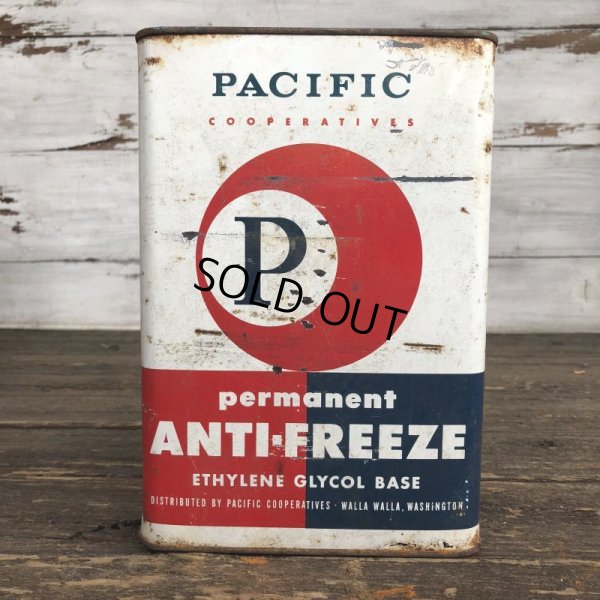 PACIFIC
COOPERATIVES
P
SOLD OUT
permanent
ANTI-FREEZE
ETHYLENE GLYCOL BASE
DISTRIBUTED BY PACIFIC COOPERATIVES · WALLA WALLA, WASHINGTON